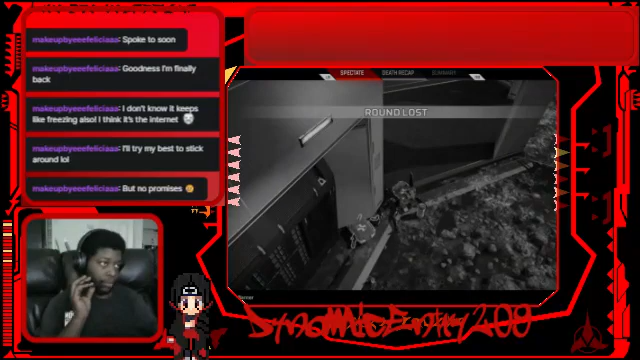 makeupbyeeefeliciaaa: Spoke to soon
makeupbyeeefeliciaaa: Goodness I'm finally
back
makeupbyeeefeliciaaa: I don't know it keeps
like freezing also! I think it's the internet
makeupbyeeefeliciaaa: I'll try my best to stick
around lol
makeupbyeeefeliciaaa: But no promises
SPECTATE
DEATH RECAP
SUMMARY
ROUND LOST